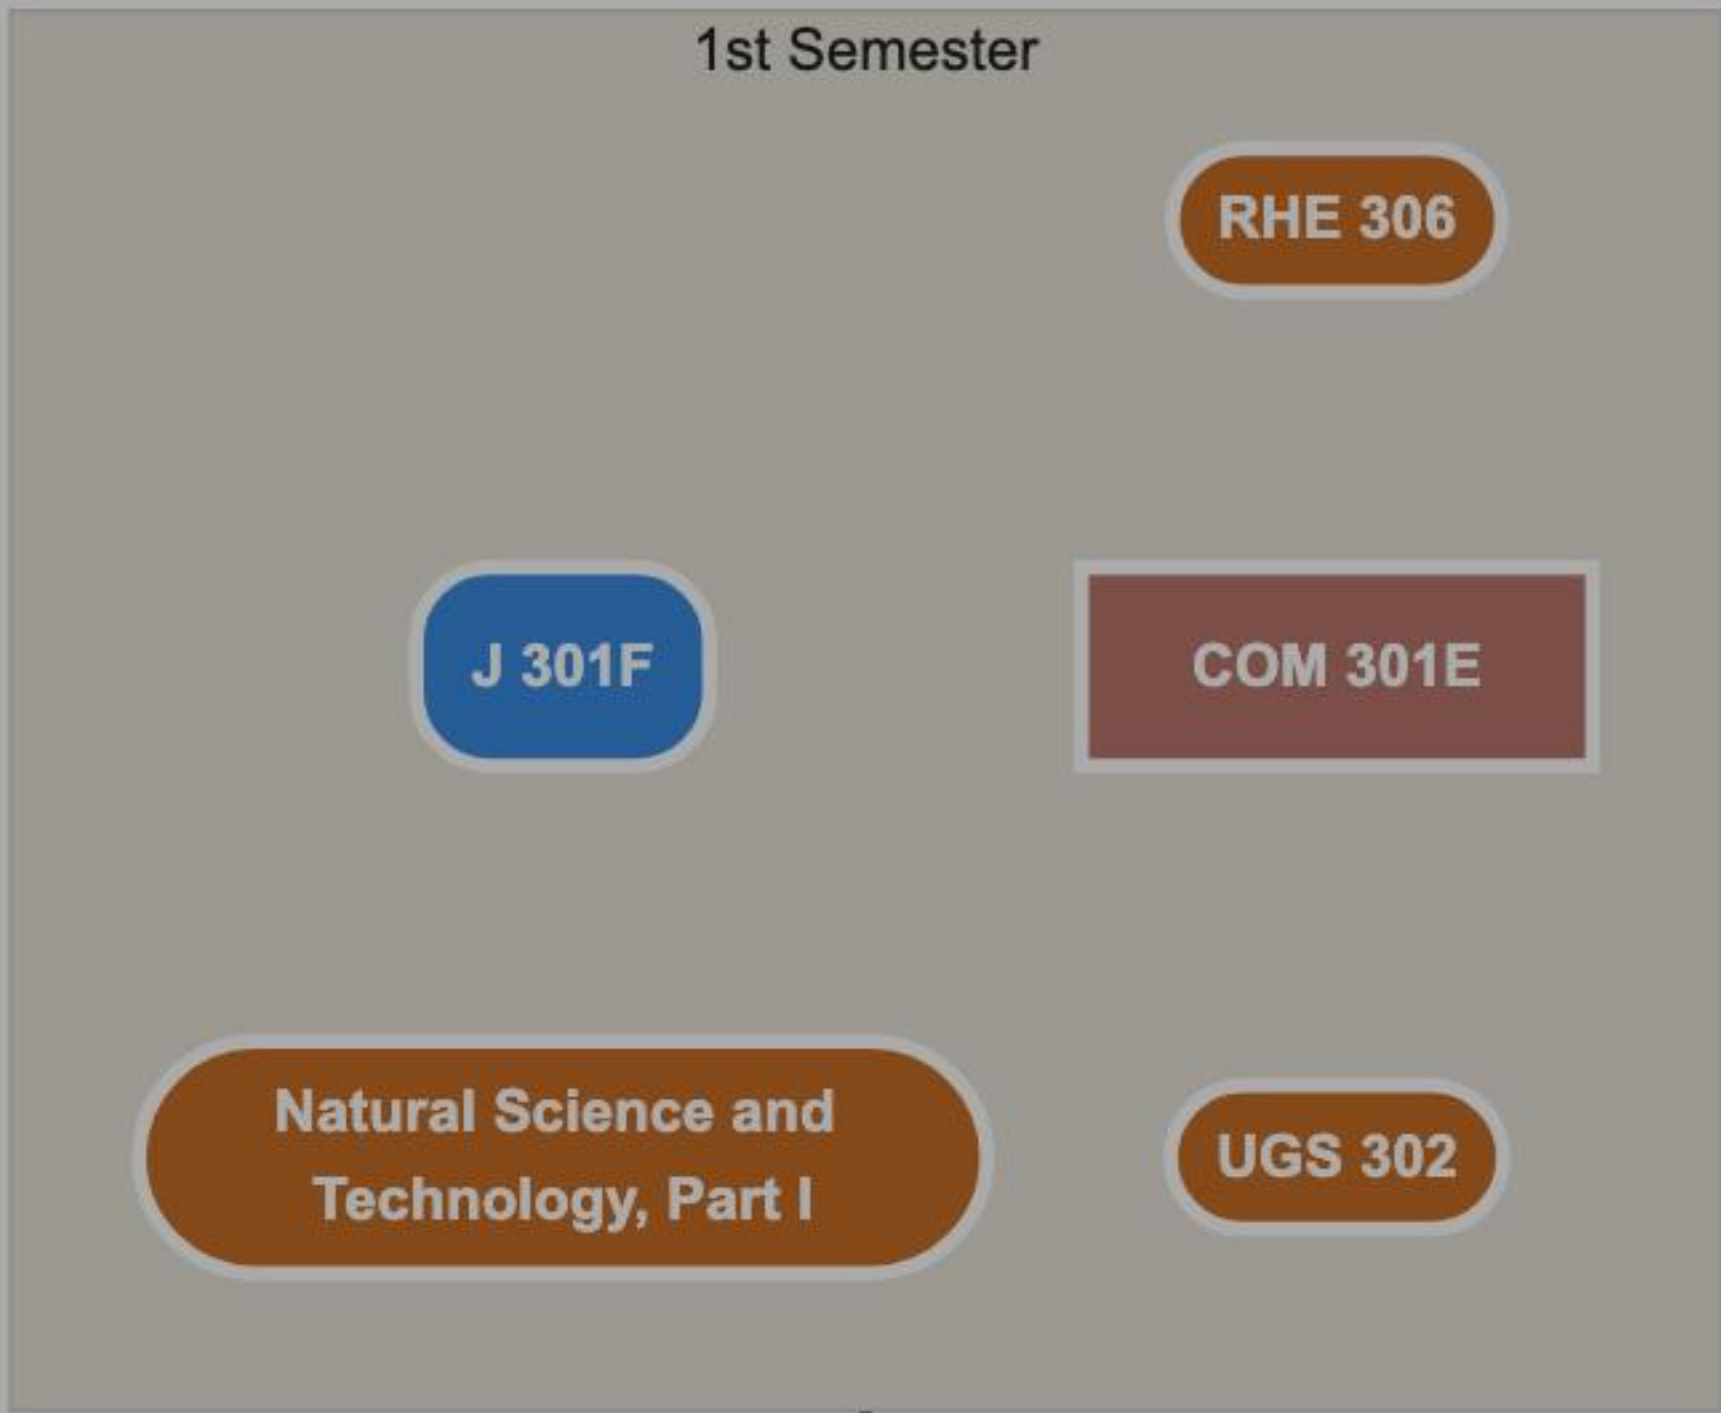 1st Semester
RHE 306
J 301F
COM 301E
Natural Science and
Technology, Part I
UGS 302